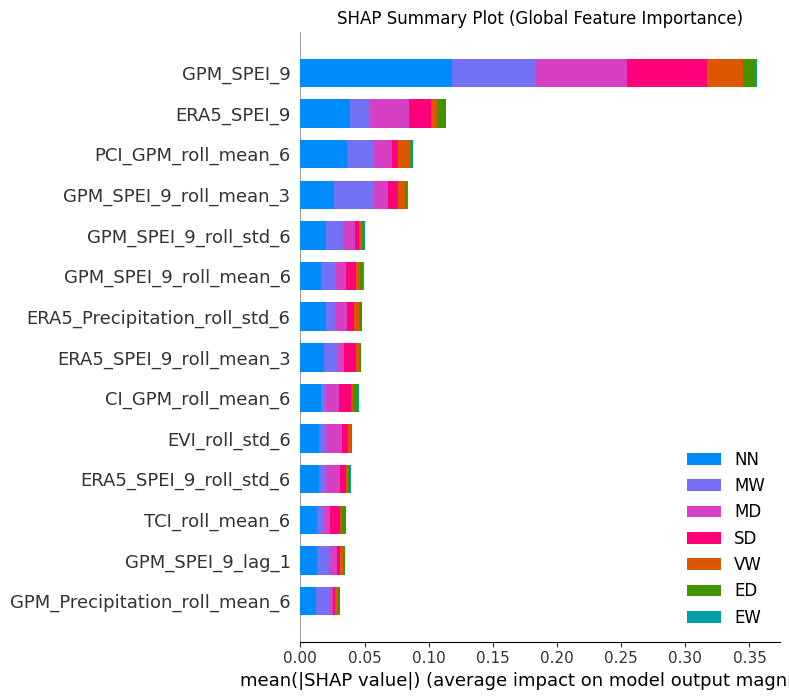 SHAP Summary Plot (Global Feature Importance)
GPM_SPEI_9
ERA5_SPEI_9
PCI_GPM_roll_mean_6
GPM_SPEI_9_roll_mean_3
GPM_SPEI_9_roll_std_6
GPM_SPEI_9_roll_mean_6
ERA5_Precipitation_roll_std_6
ERA5_SPEI_9_roll_mean_3
CI_GPM_roll_mean_6
EVI_roll_std_6
ERA5_SPEI_9_roll_std_6
TCI_roll_mean_6
GPM_SPEI_9_lag_1
GPM_Precipitation_roll_mean_6
NN
MW
MD
SD
VW
ED
EW
0.00 0.05 0.10 0.15 0.20 0.25 0.30 0.35
mean(|SHAP value|) (average impact on model output magni